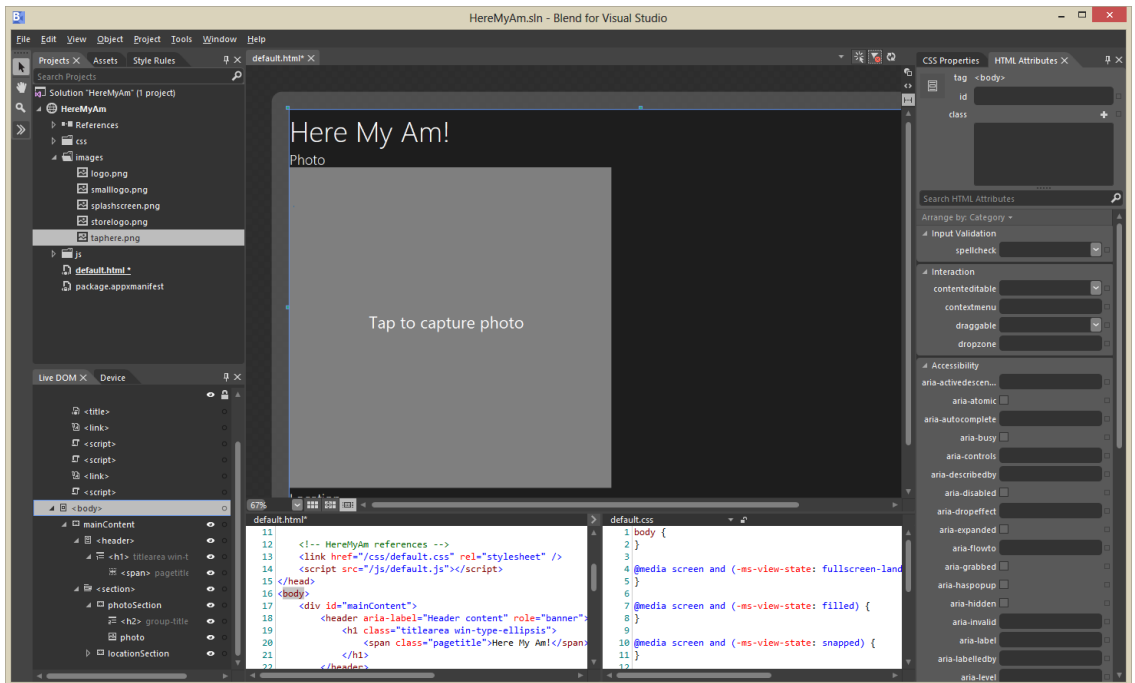 HereMyAm.sln - Blend for Visual Studio
File Edit View Object Project Tools Window Help
Projects Assets Style Rules
Search Projects
Solution "HereMyAm" (1 project)
HereMyAm
References
css
images
logo.png
smalllogo.png
splashscreen.png
storelogo.png
taphere.png
js
default.html *
package.appxmanifest
Live DOM Device
<title>
<link>
<script>
<script>
<link>
<script>
<body>
mainContent
<header>
<h1> titlearea win-t
<span> pagetitle
<section>
photoSection
<h2> group-title
photo
locationSection
default.html*
Here My Am!
Photo
Tap to capture photo
67%
default.html*
11
12 <!-- HereMyAm references -->
13 <link href="/css/default.css" rel="stylesheet" />
14 <script src="/js/default.js"></script>
15 </head>
16 <body>
17 <div id="mainContent">
18 <header aria-label="Header content" role="banner">
19 <h1 class="titlearea win-type-ellipsis">
20 <span class="pagetitle">Here My Am!</span>
21 </h1>
22 </header>
default.css
1 body {
2 }
3
4 @media screen and (-ms-view-state: fullscreen-land
5 }
6
7 @media screen and (-ms-view-state: filled) {
8 }
9
10 @media screen and (-ms-view-state: snapped) {
11 }
12
CSS Properties HTML Attributes
tag <body>
id
class
Search HTML Attributes
Arrange by: Category
Input Validation
spellcheck
Interaction
contenteditable
contextmenu
draggable
dropzone
Accessibility
aria-activedescen...
aria-atomic
aria-autocomplete
aria-busy
aria-controls
aria-describedby
aria-disabled
aria-dropeffect
aria-expanded
aria-flowto
aria-grabbed
aria-haspopup
aria-hidden
aria-invalid
aria-label
aria-labelledby
aria-level